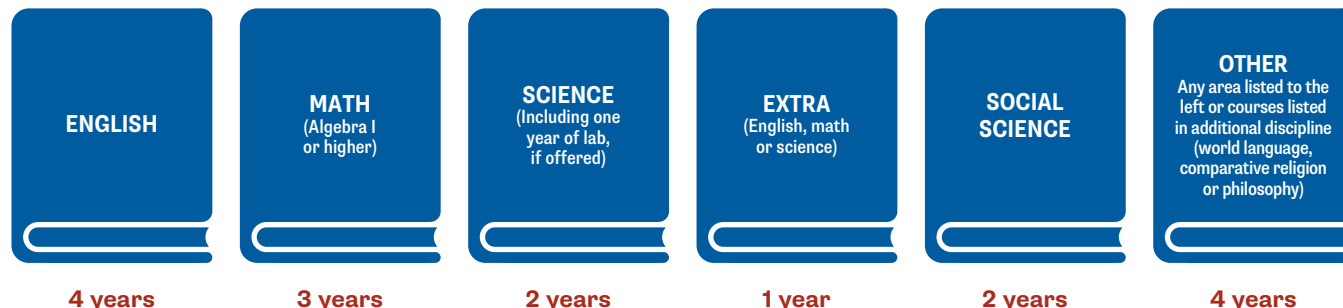 ENGLISH
MATH
(Algebra I
or higher)
SCIENCE
(Including one
year of lab,
if offered)
EXTRA
(English, math
or science)
SOCIAL
SCIENCE
OTHER
Any area listed to the
left or courses listed
in additional discipline
(world language,
comparative religion
or philosophy)
4 years
3 years
2 years
1 year
2 years
4 years